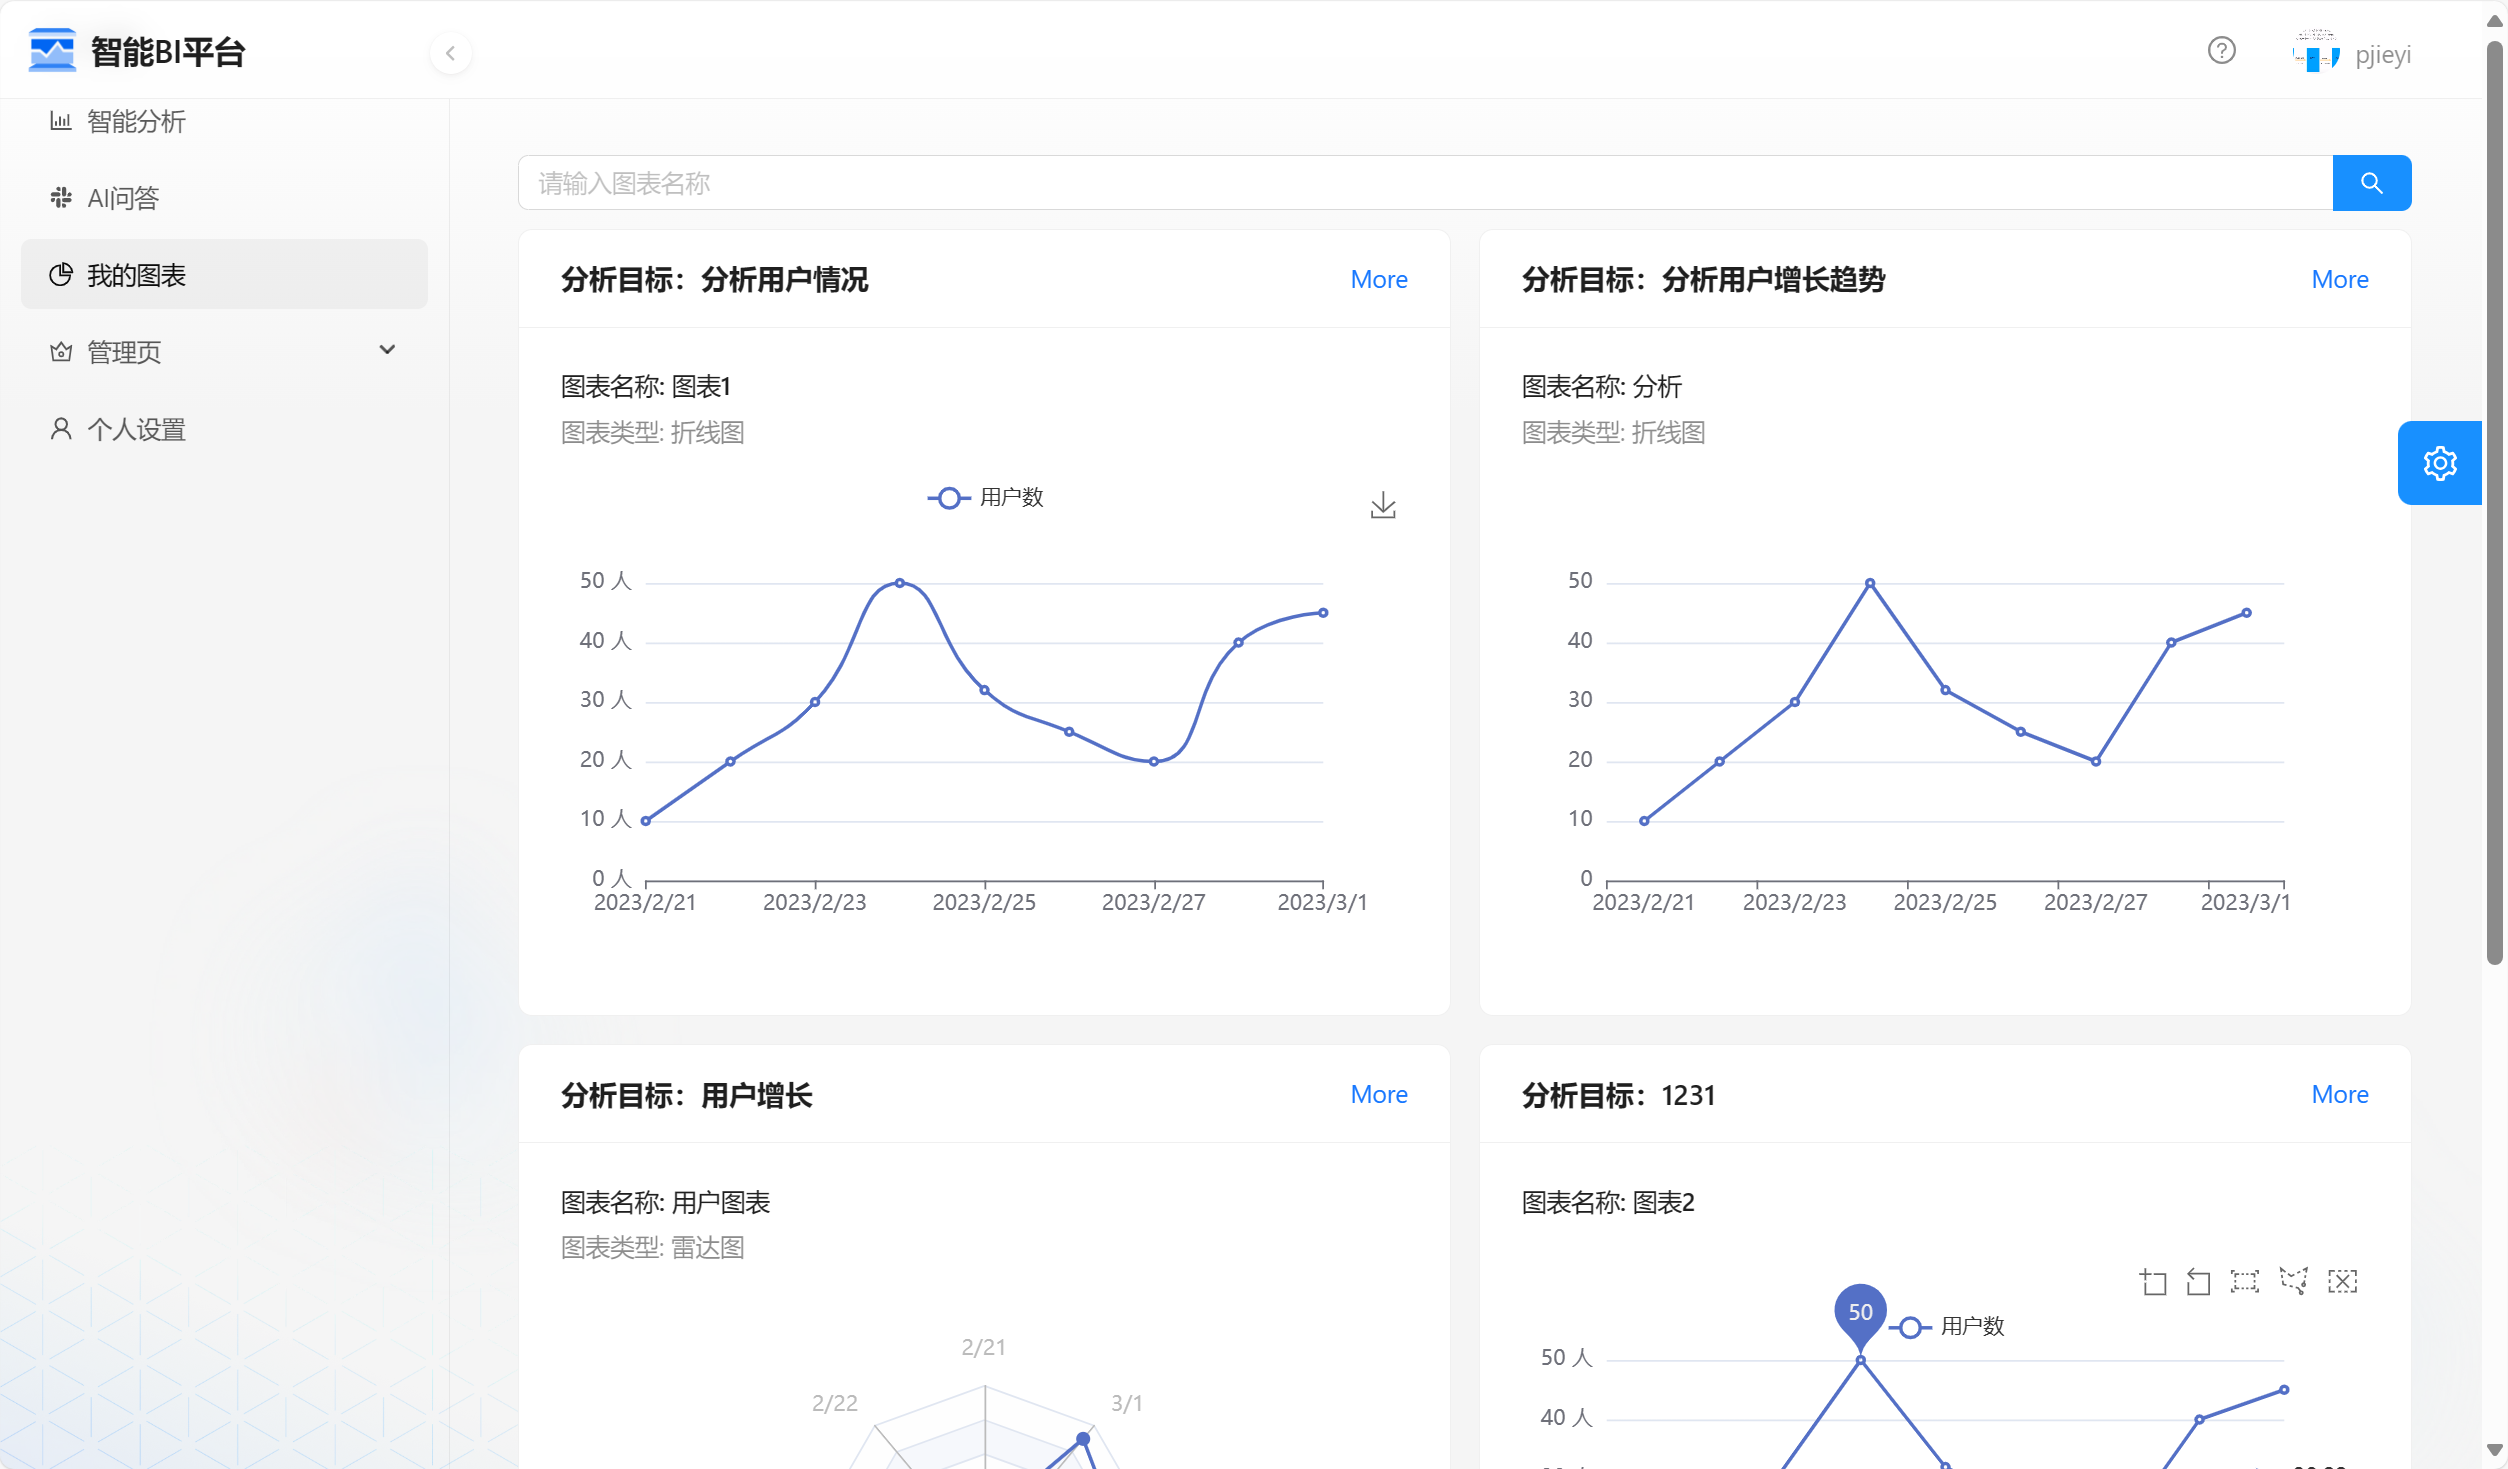 智能BI平台
pjieyi
智能分析
AI问答
我的图表
管理页
个人设置
请输入图表名称
分析目标：分析用户情况
More
图表名称: 图表1
图表类型: 折线图
用户数
50 人
40 人
30 人
20 人
10 人
0 人
2023/2/21
2023/2/23
2023/2/25
2023/2/27
2023/3/1
分析目标：分析用户增长趋势
More
图表名称: 分析
图表类型: 折线图
50
40
30
20
10
0
2023/2/21
2023/2/23
2023/2/25
2023/2/27
2023/3/1
分析目标：用户增长
More
图表名称: 用户图表
图表类型: 雷达图
2/21
2/22
3/1
分析目标：1231
More
图表名称: 图表2
50
用户数
50 人
40 人